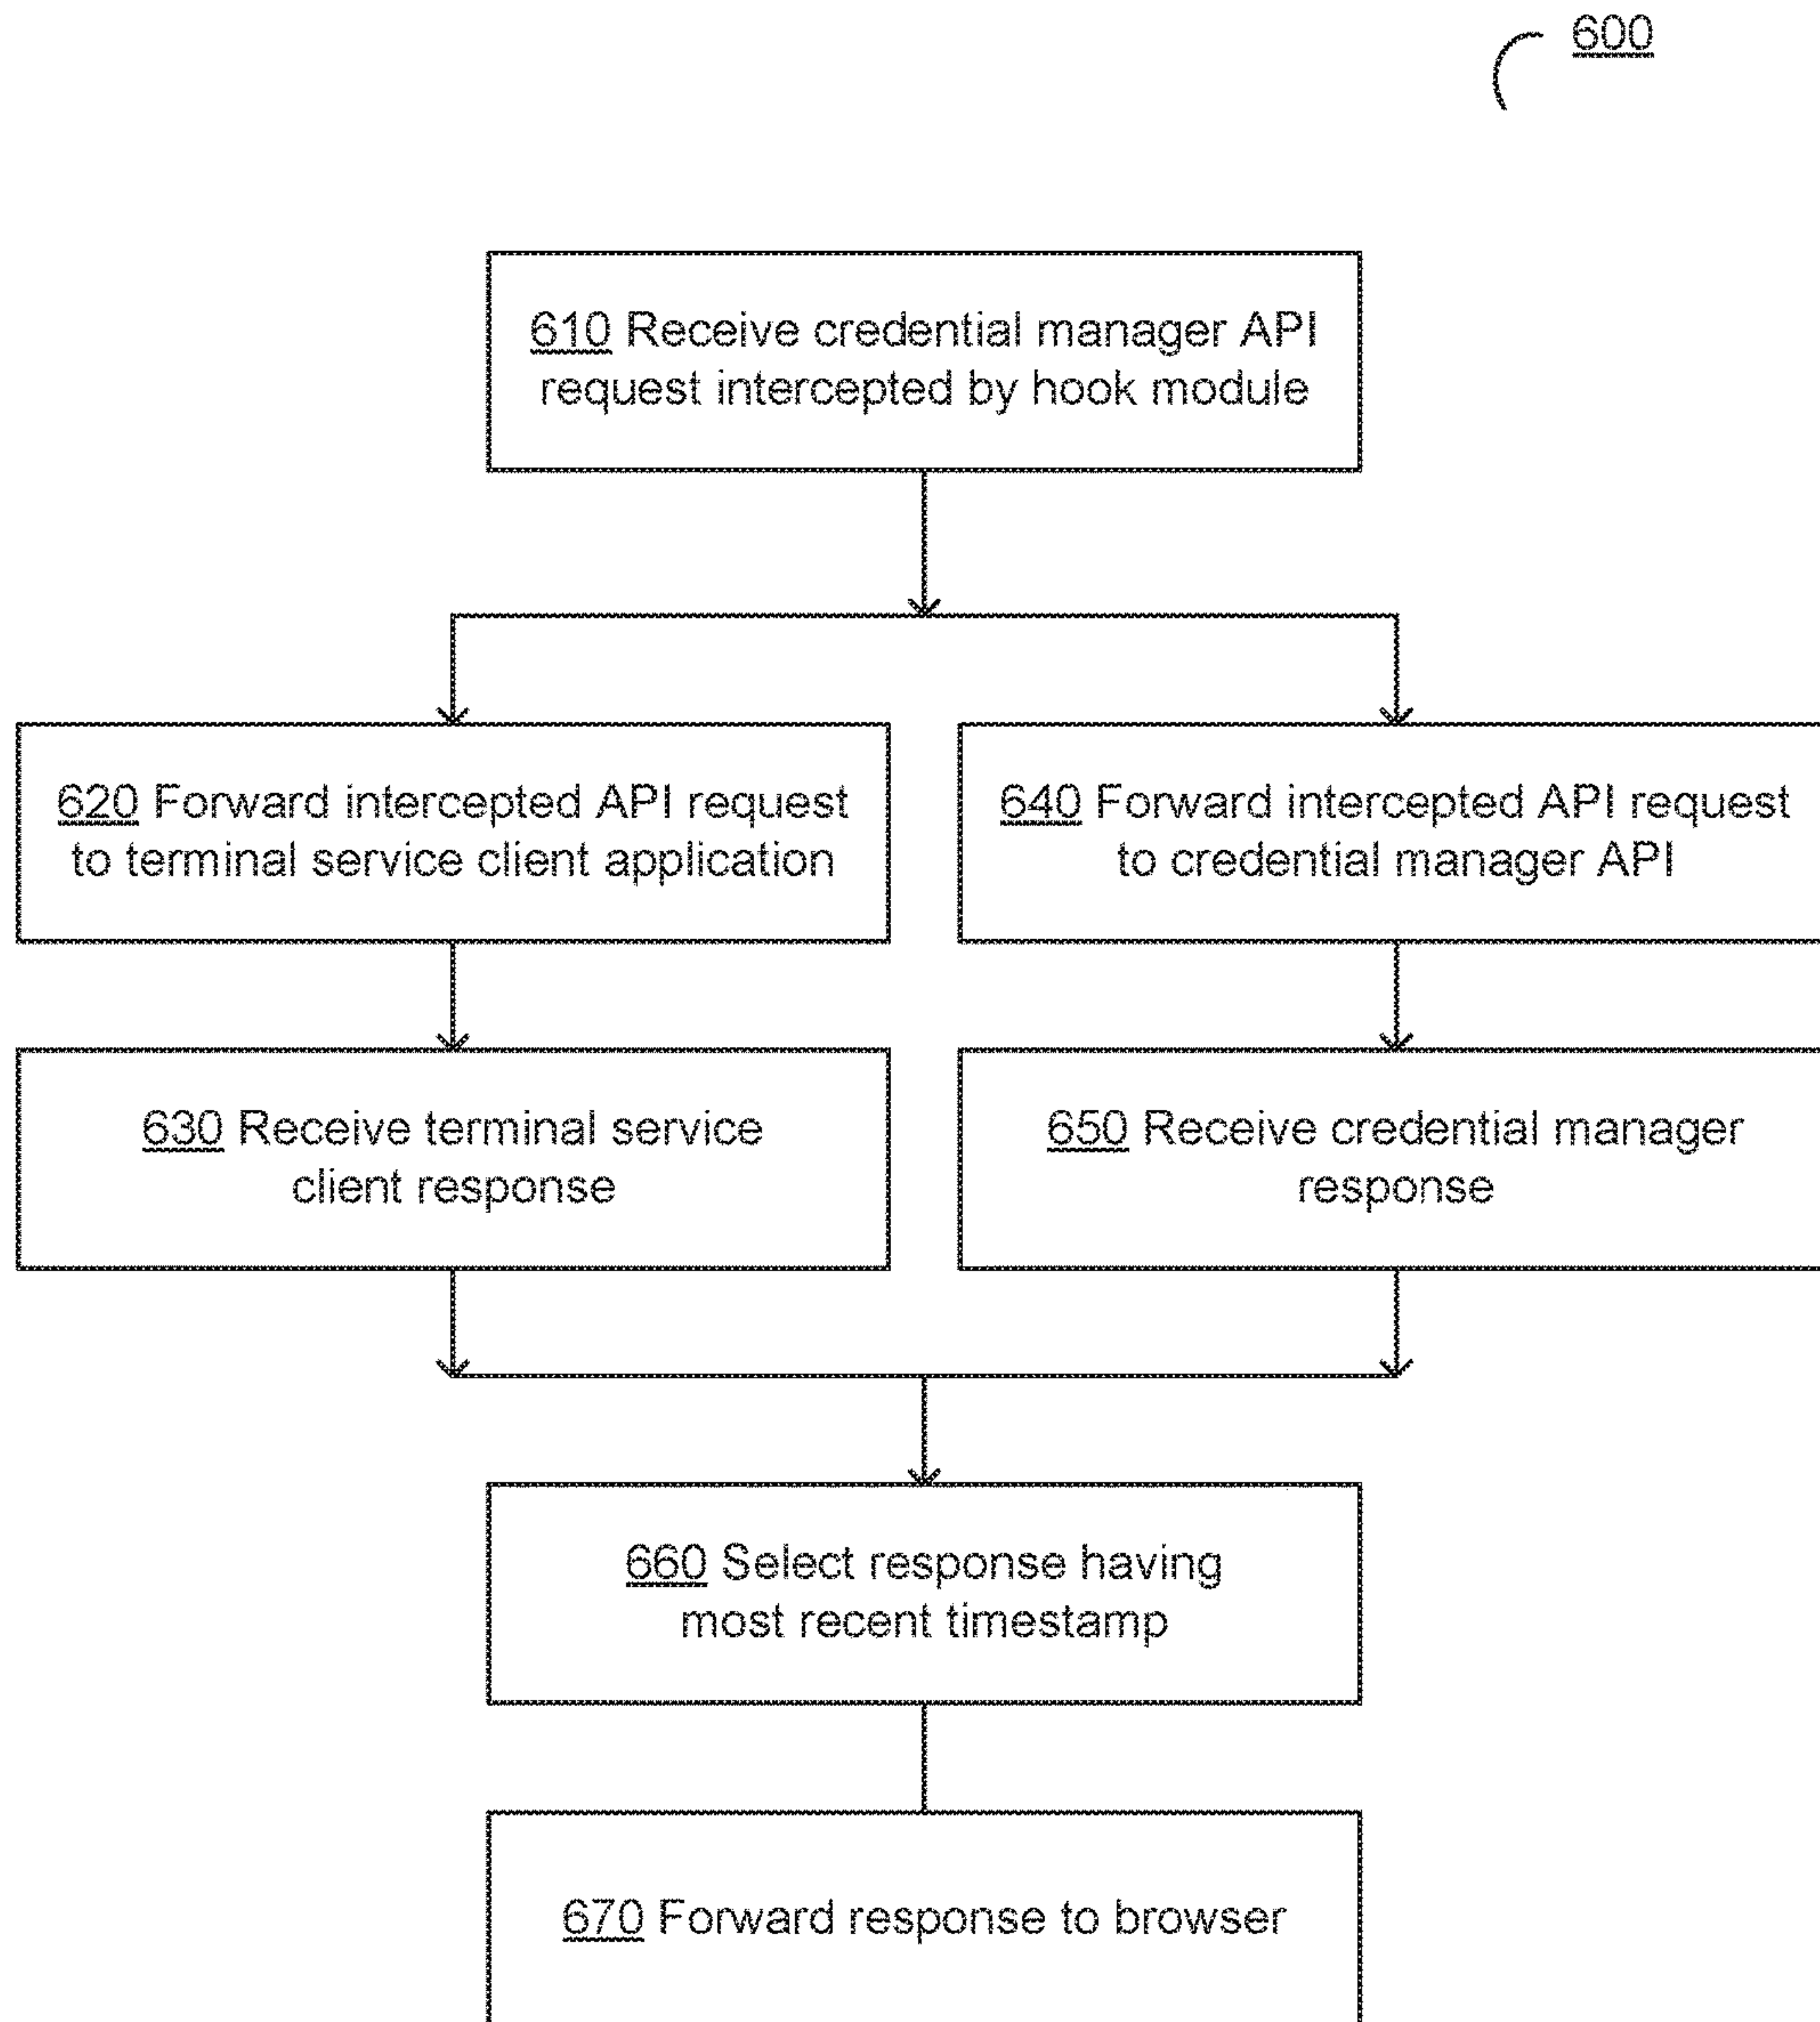 600
610 Receive credential manager API
request intercepted by hook module
620 Forward intercepted API request
to terminal service client application
640 Forward intercepted API request
to credential manager API
630 Receive terminal service
client response
650 Receive credential manager
response
660 Select response having
most recent timestamp
670 Forward response to browser